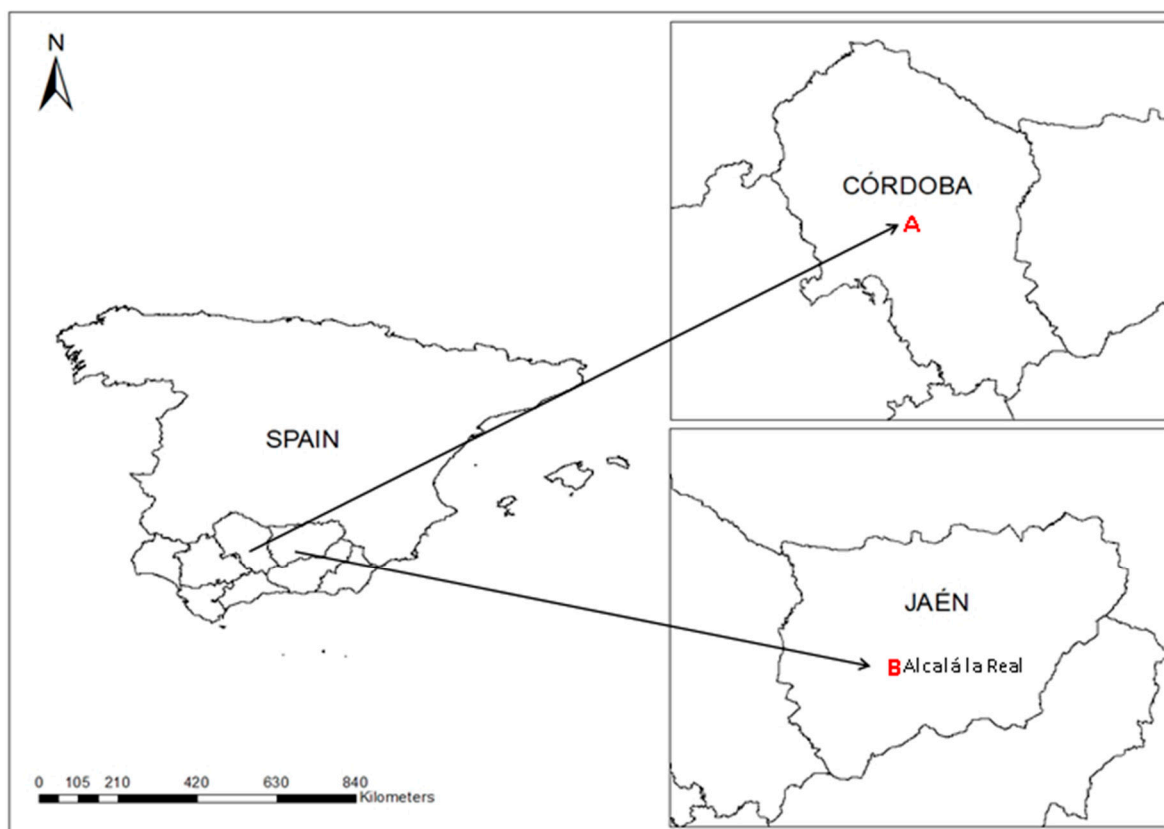 N
CÓRDOBA
A
SPAIN
JAÉN
B Alcalá la Real
0 105 210 420 630 840
Kilometers